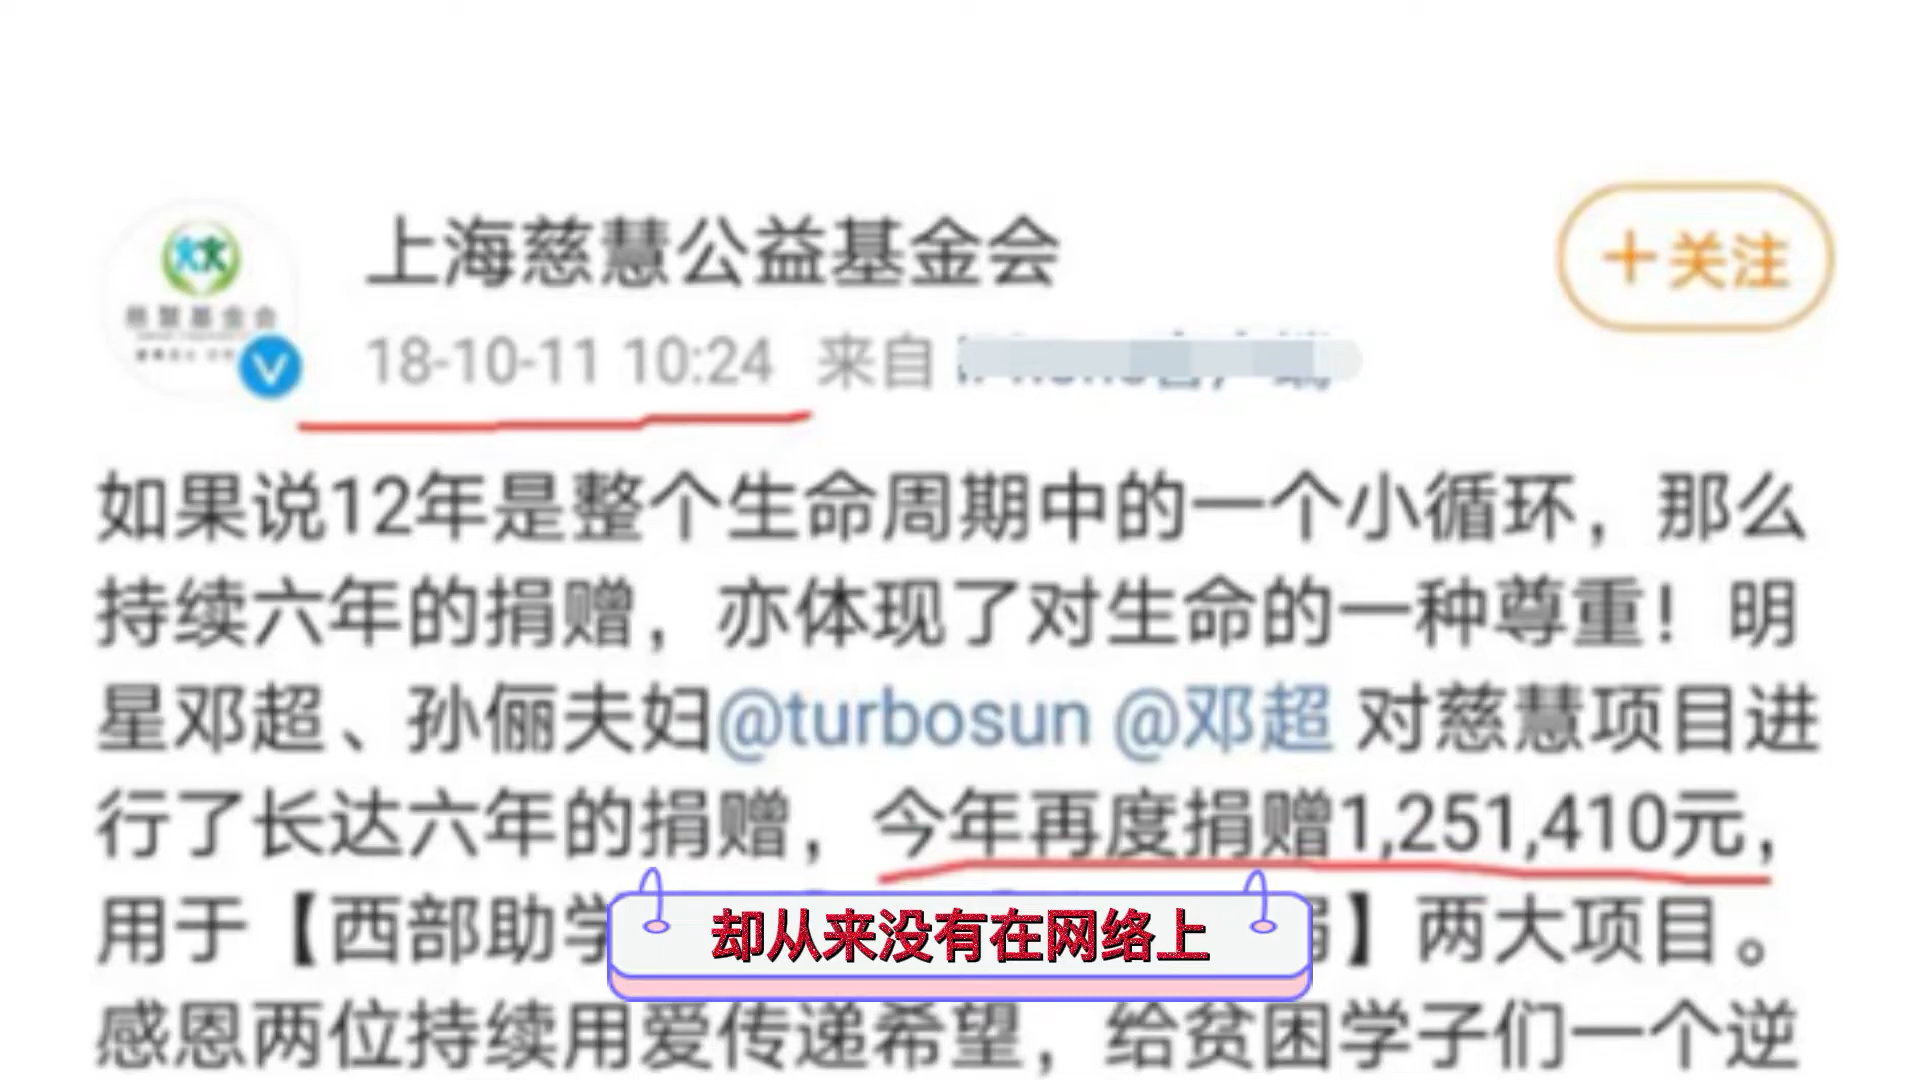 上海慈慧公益基金会
+关注
慈慧基金会
18-10-11 10:24 来自
如果说12年是整个生命周期中的一个小循环，那么
持续六年的捐赠，亦体现了对生命的一种尊重！明
星邓超、孙俪夫妇@turbosun @邓超 对慈慧项目进
行了长达六年的捐赠，今年再度捐赠1,251,410元，
用于【西部助学 】两大项目。
却从来没有在网络上
感恩两位持续用爱传递希望，给贫困学子们一个逆